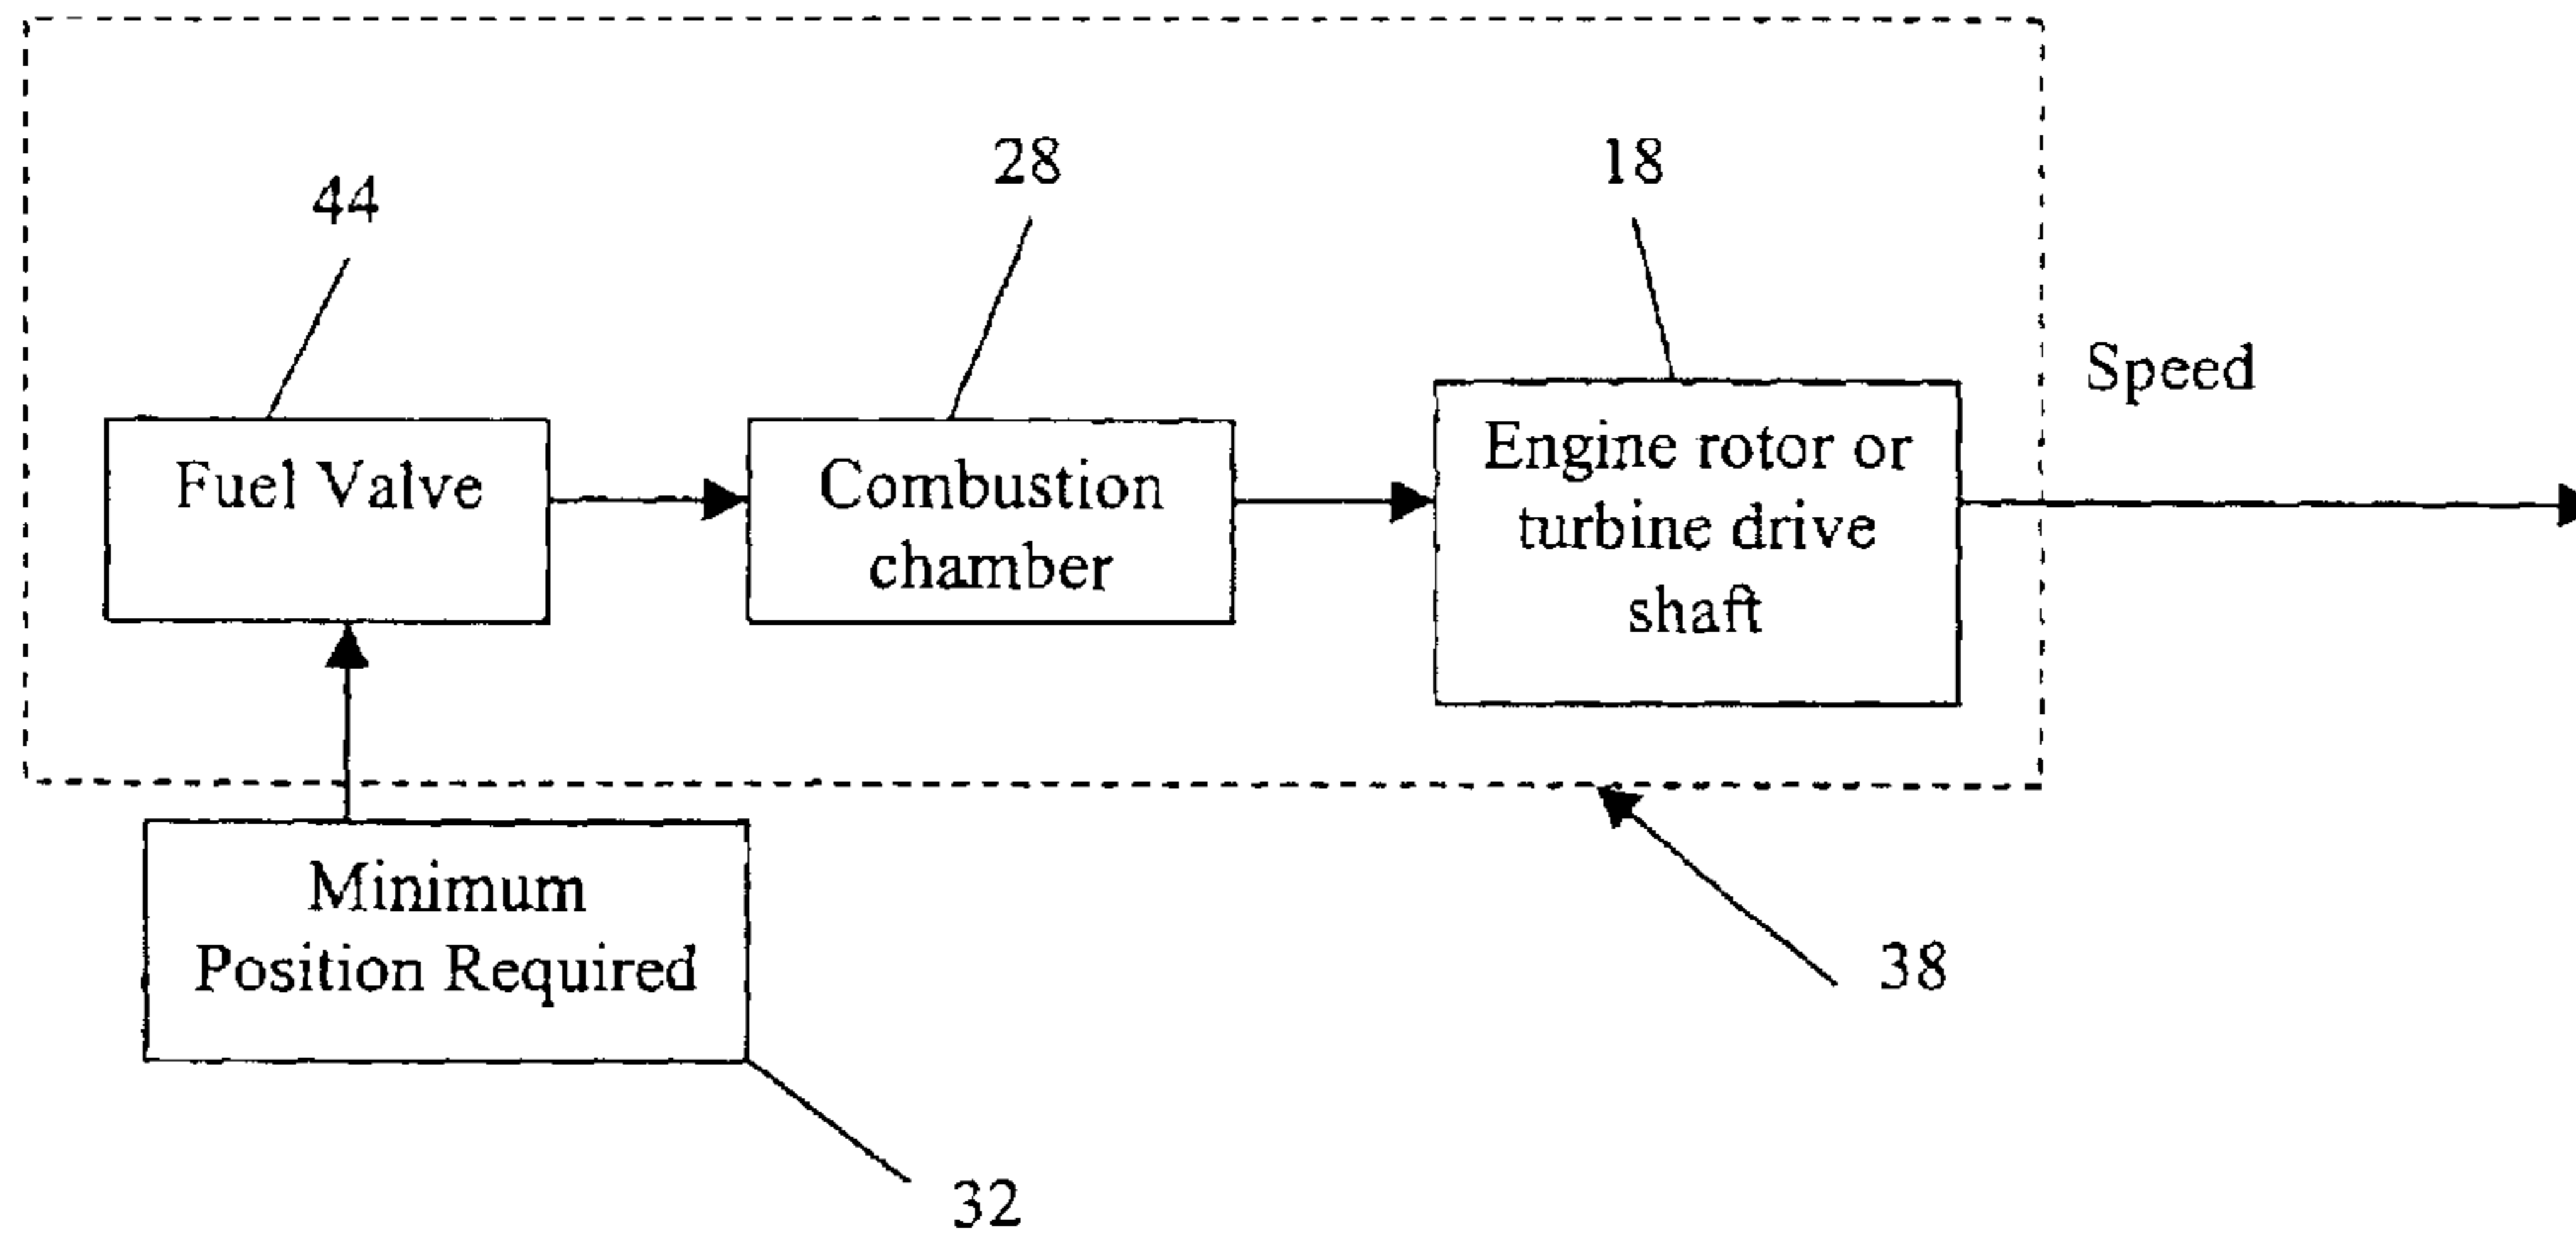 28
18
44
Speed
Fuel Valve
Combustion
chamber
Engine rotor or
turbine drive
shaft
Minimum
Position Required
38
32